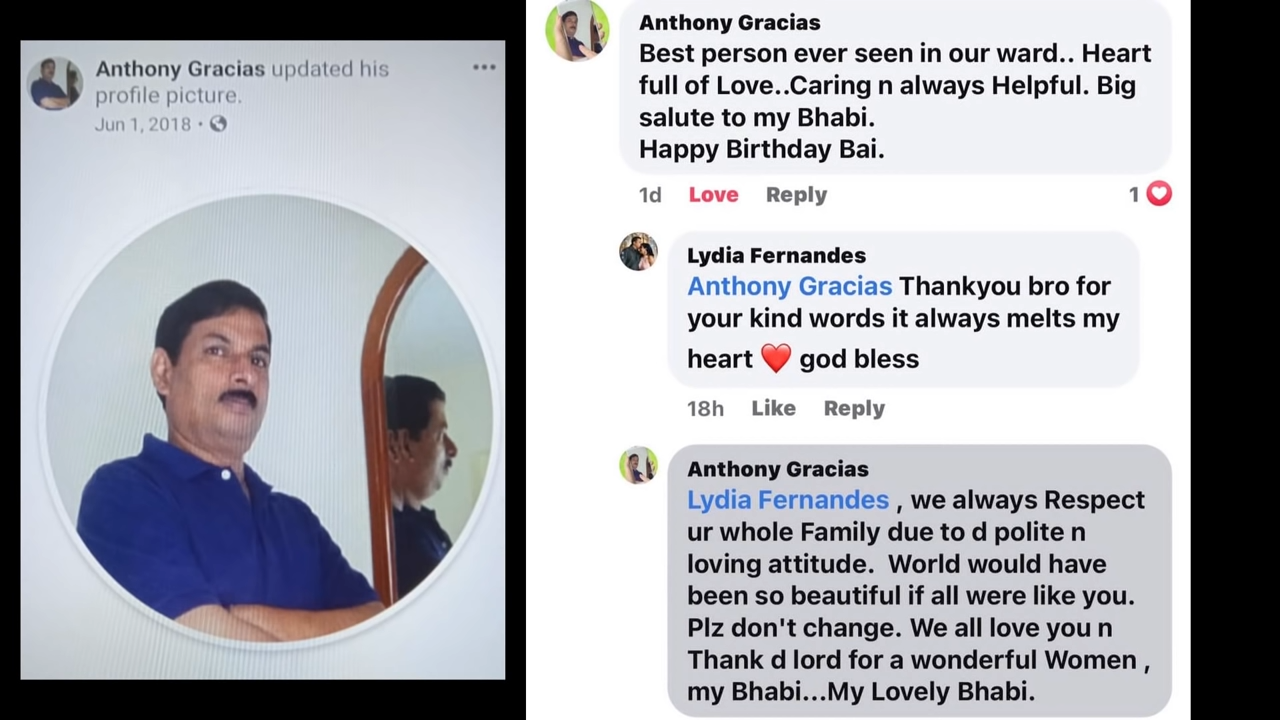 Anthony Gracias updated his
profile picture.
Jun 1, 2018 ·
Anthony Gracias
Best person ever seen in our ward.. Heart
full of Love..Caring n always Helpful. Big
salute to my Bhabi.
Happy Birthday Bai.
1d Love Reply 1
Lydia Fernandes
Anthony Gracias Thankyou bro for
your kind words it always melts my
heart ❤️ god bless
18h Like Reply
Anthony Gracias
Lydia Fernandes , we always Respect
ur whole Family due to d polite n
loving attitude. World would have
been so beautiful if all were like you.
Plz don't change. We all love you n
Thank d lord for a wonderful Women ,
my Bhabi...My Lovely Bhabi.